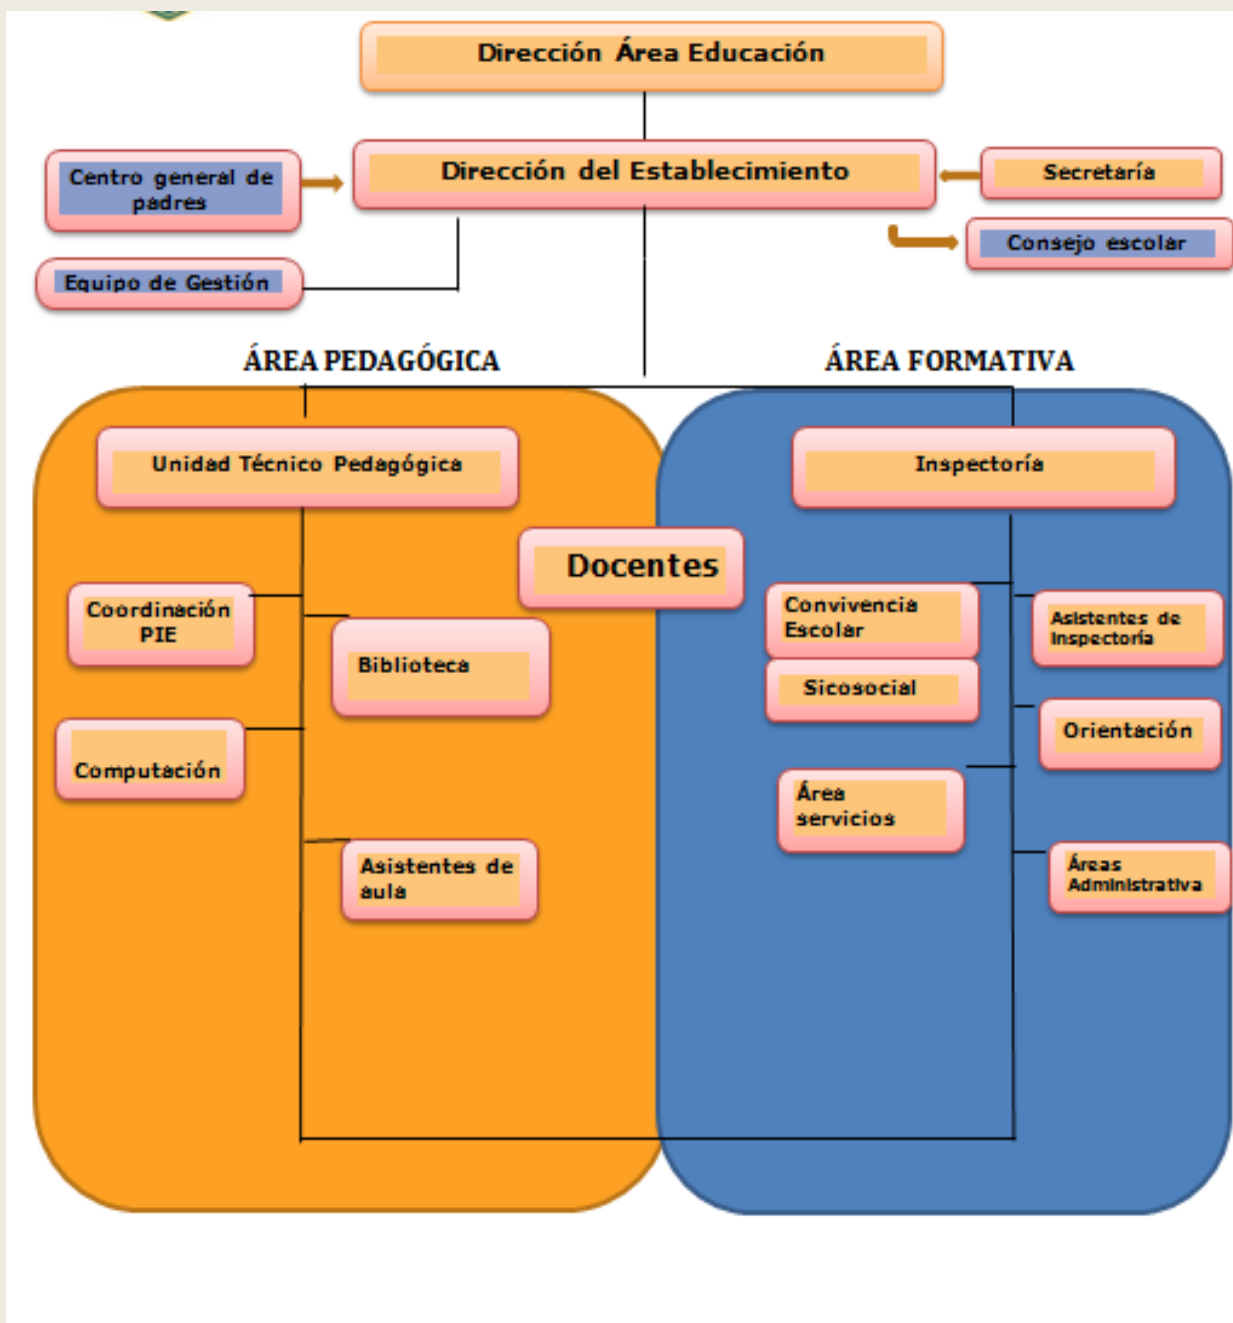 Dirección Área Educación
Centro general de
padres
Dirección del Establecimiento
Secretaría
Consejo escolar
Equipo de Gestión
ÁREA PEDAGÓGICA
ÁREA FORMATIVA
Unidad Técnico Pedagógica
Inspectoría
Docentes
Coordinación
PIE
Biblioteca
Computación
Asistentes de
aula
Convivencia
Escolar
Sicosocial
Asistentes de
Inspectoría
Orientación
Área
servicios
Áreas
Administrativa